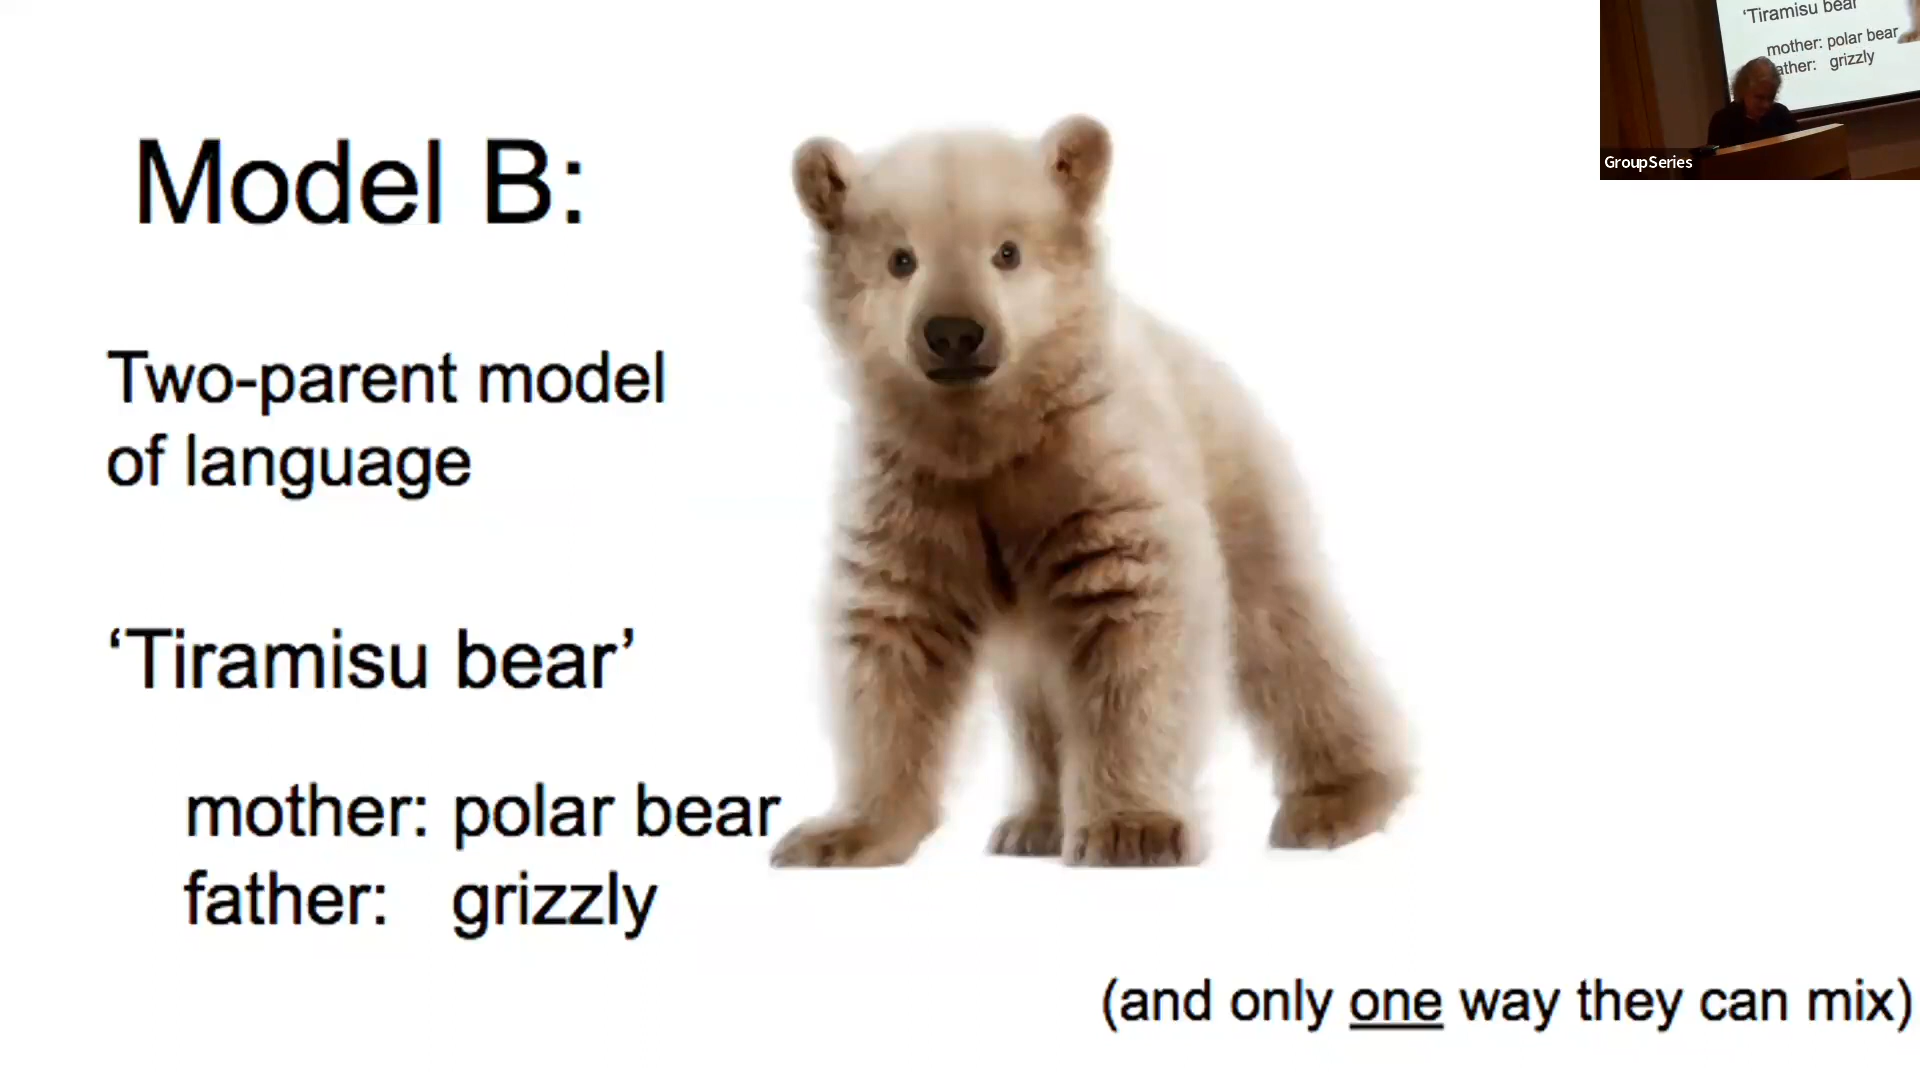 Model B:
Two-parent model
of language
‘Tiramisu bear’
mother: polar bear
father: grizzly
(and only one way they can mix)
‘Tiramisu bear’
mother: polar bear
ather: grizzly
GroupSeries